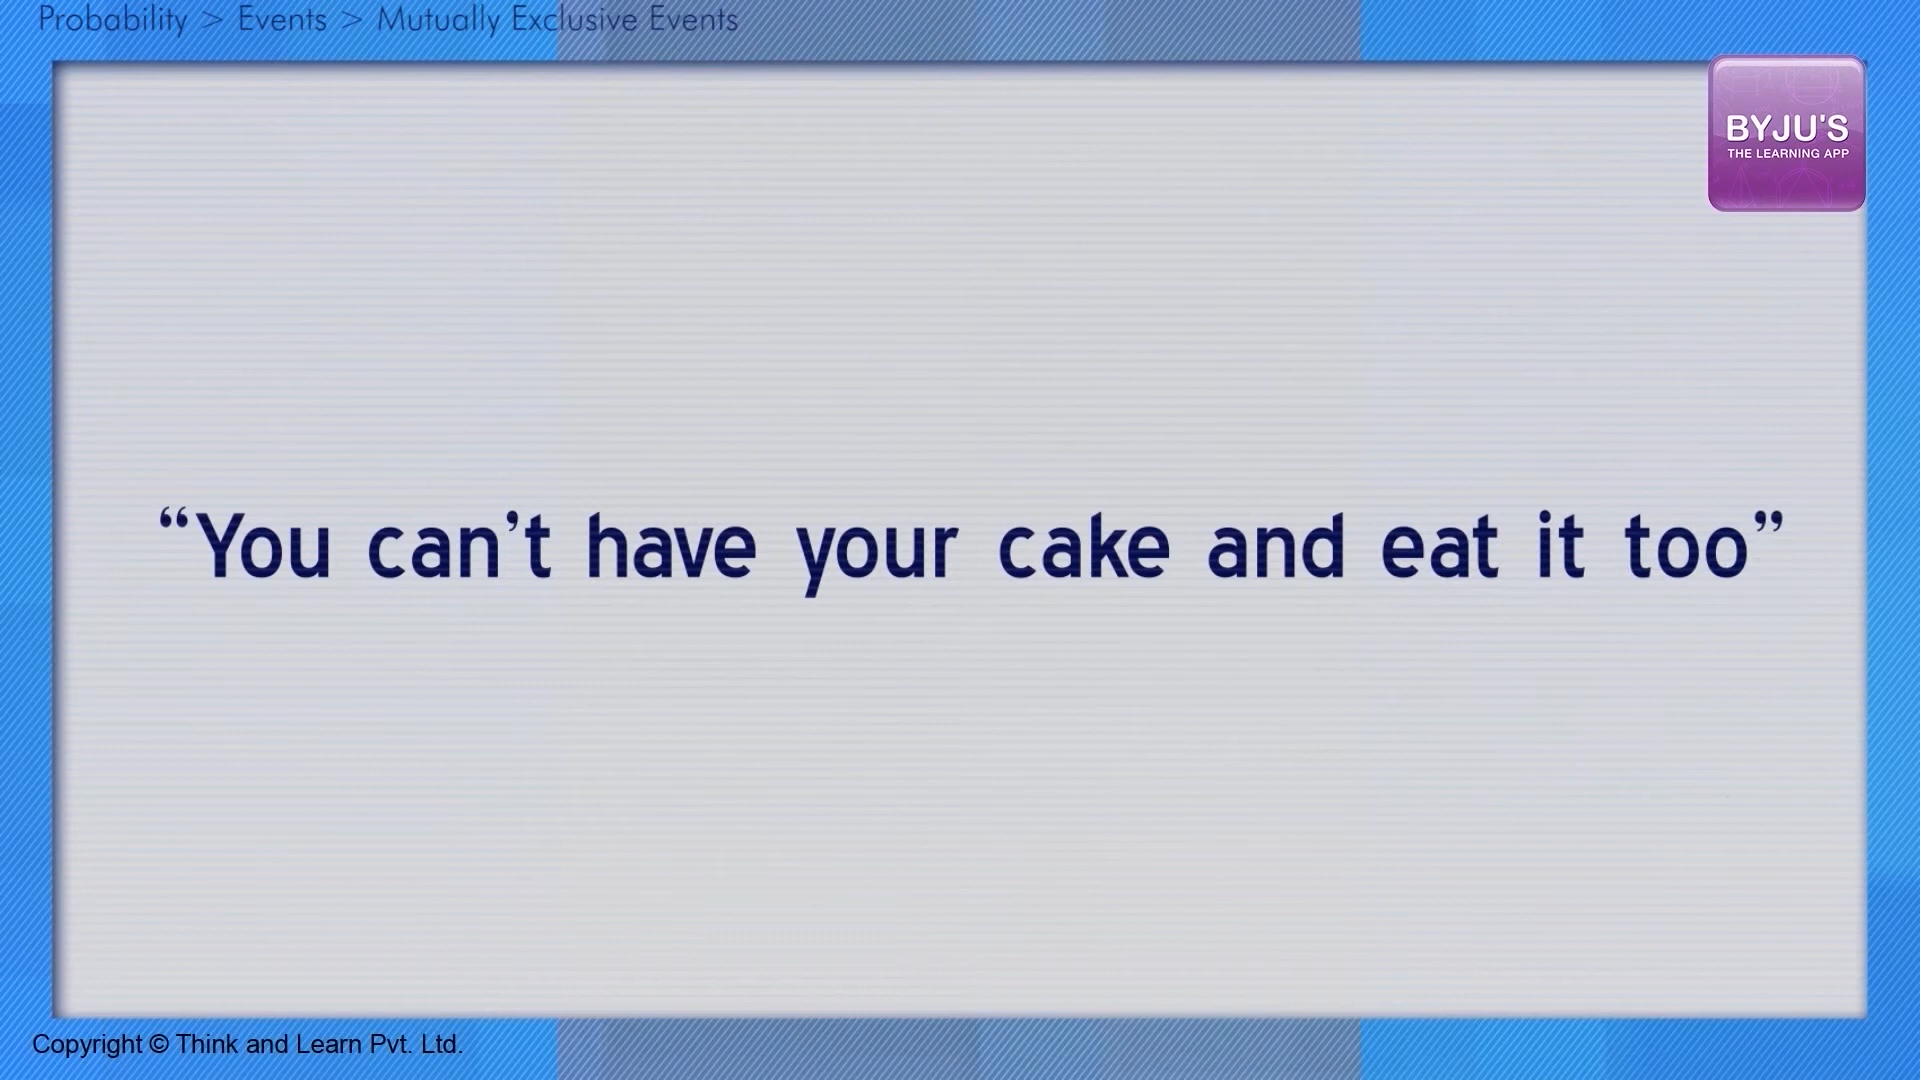 Probability > Events > Mutually Exclusive Events
BYJU'S
THE LEARNING APP
“You can’t have your cake and eat it too”
Copyright © Think and Learn Pvt. Ltd.